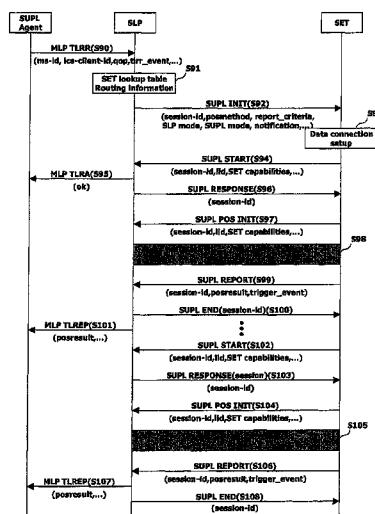 SUPL
Agent
SLP
SET
MLP TLRR(S90)
(ms-id, ics-client-id,qop,tlrr_event,...)
S91
SET lookup table
Routing Information
SUPL INIT(S92)
(session-id,posmethod, report_criteria,
SLP mode, SUPL mode, notification,...)
Data connection
setup
SUPL START(S94)
(session-id,lid,SET capabilities,...)
MLP TLRA(S95)
(ok)
SUPL RESPONSE(S96)
(session-id)
SUPL POS INIT(S97)
(session-id,lid,SET capabilities,...)
S98
SUPL REPORT(S99)
(session-id,posresult,trigger_event)
SUPL END(session-id)(S100)
MLP TLREP(S101)
(posresult,...)
SUPL START(S102)
(session-id,lid,SET capabilities,...)
SUPL RESPONSE(session)(S103)
(session-id)
SUPL POS INIT(S104)
(session-id,lid,SET capabilities,...)
S105
SUPL REPORT(S106)
(session-id,posresult,trigger_event)
MLP TLREP(S107)
(posresult,...)
SUPL END(S108)
(session-id)